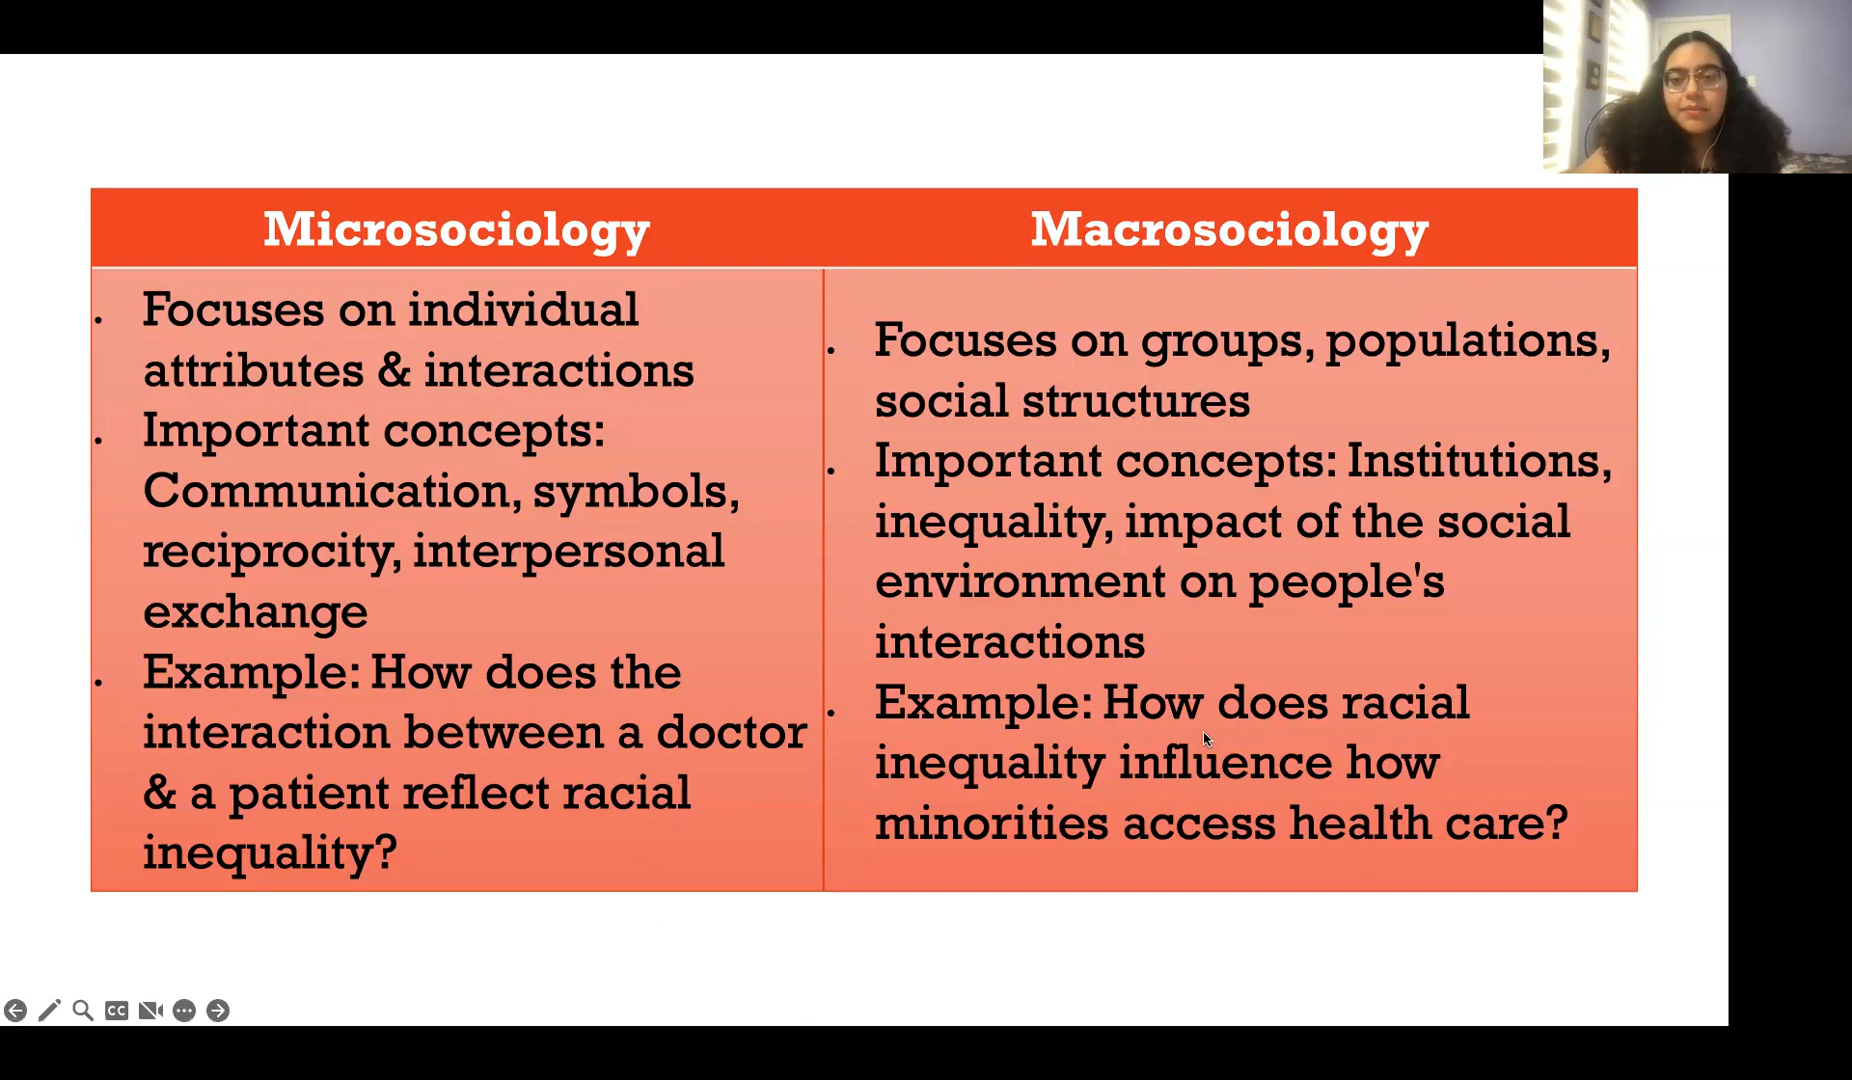 Microsociology
Macrosociology
. Focuses on individual
attributes & interactions
. Important concepts:
Communication, symbols,
reciprocity, interpersonal
exchange
. Example: How does the
interaction between a doctor
& a patient reflect racial
inequality?
. Focuses on groups, populations,
social structures
. Important concepts: Institutions,
inequality, impact of the social
environment on people's
interactions
. Example: How does racial
inequality influence how
minorities access health care?
CC